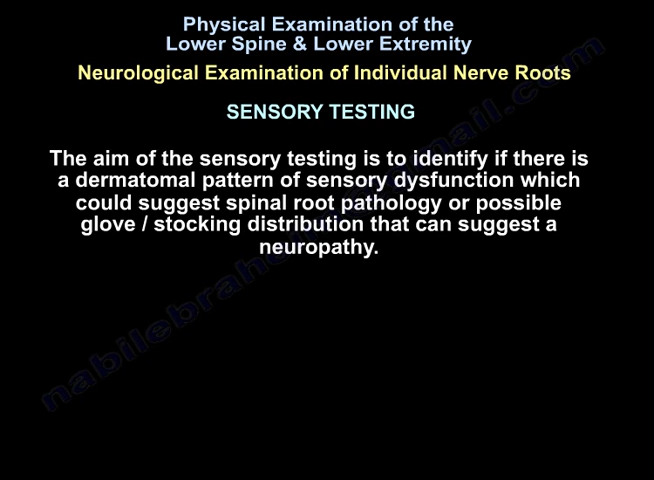 Physical Examination of the
Lower Spine & Lower Extremity
Neurological Examination of Individual Nerve Roots
SENSORY TESTING
The aim of the sensory testing is to identify if there is
a dermatomal pattern of sensory dysfunction which
could suggest spinal root pathology or possible
glove / stocking distribution that can suggest a
neuropathy.